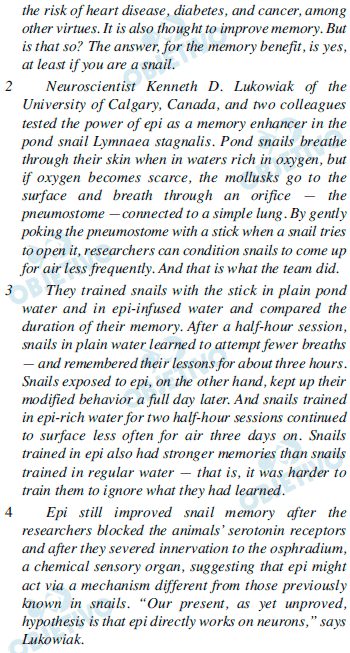 the risk of heart disease, diabetes, and cancer, among
other virtues. It is also thought to improve memory. But
is that so? The answer, for the memory benefit, is yes,
at least if you are a snail.
2 Neuroscientist Kenneth D. Lukowiak of the
University of Calgary, Canada, and two colleagues
tested the power of epi as a memory enhancer in the
pond snail Lymnaea stagnalis. Pond snails breathe
through their skin when in waters rich in oxygen, but
if oxygen becomes scarce, the mollusks go to the
surface and breath through an orifice — the
pneumostome — connected to a simple lung. By gently
poking the pneumostome with a stick when a snail tries
to open it, researchers can condition snails to come up
for air less frequently. And that is what the team did.
3 They trained snails with the stick in plain pond
water and in epi-infused water and compared the
duration of their memory. After a half-hour session,
snails in plain water learned to attempt fewer breaths
— and remembered their lessons for about three hours.
Snails exposed to epi, on the other hand, kept up their
modified behavior a full day later. And snails trained
in epi-rich water for two half-hour sessions continued
to surface less often for air three days on. Snails
trained in epi also had stronger memories than snails
trained in regular water — that is, it was harder to
train them to ignore what they had learned.
4 Epi still improved snail memory after the
researchers blocked the animals’ serotonin receptors
and after they severed innervation to the osphradium,
a chemical sensory organ, suggesting that epi might
act via a mechanism different from those previously
known in snails. “Our present, as yet unproved,
hypothesis is that epi directly works on neurons,” says
Lukowiak.
OBJETIVO
OBJETIVO
OBJETIVO
OBJETIVO
OBJETIVO
OBJETIVO
OBJETIVO